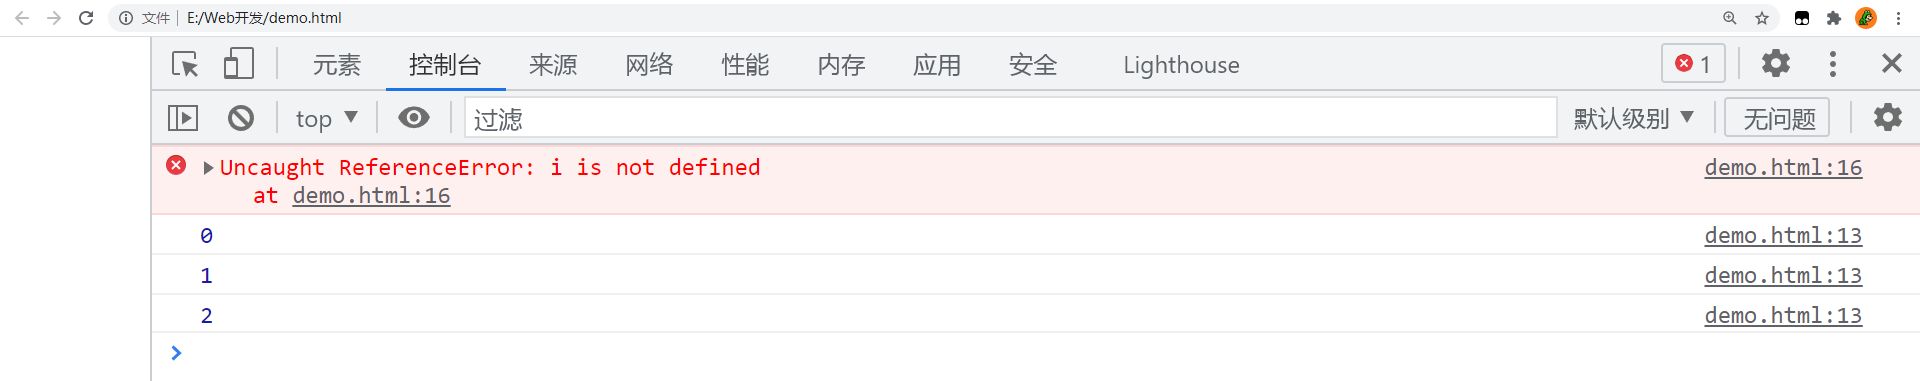 文件 E:/Web开发/demo.html
元素 控制台 来源 网络 性能 内存 应用 安全 Lighthouse 1
top 过滤 默认级别 无问题
Uncaught ReferenceError: i is not defined demo.html:16
at demo.html:16
0 demo.html:13
1 demo.html:13
2 demo.html:13